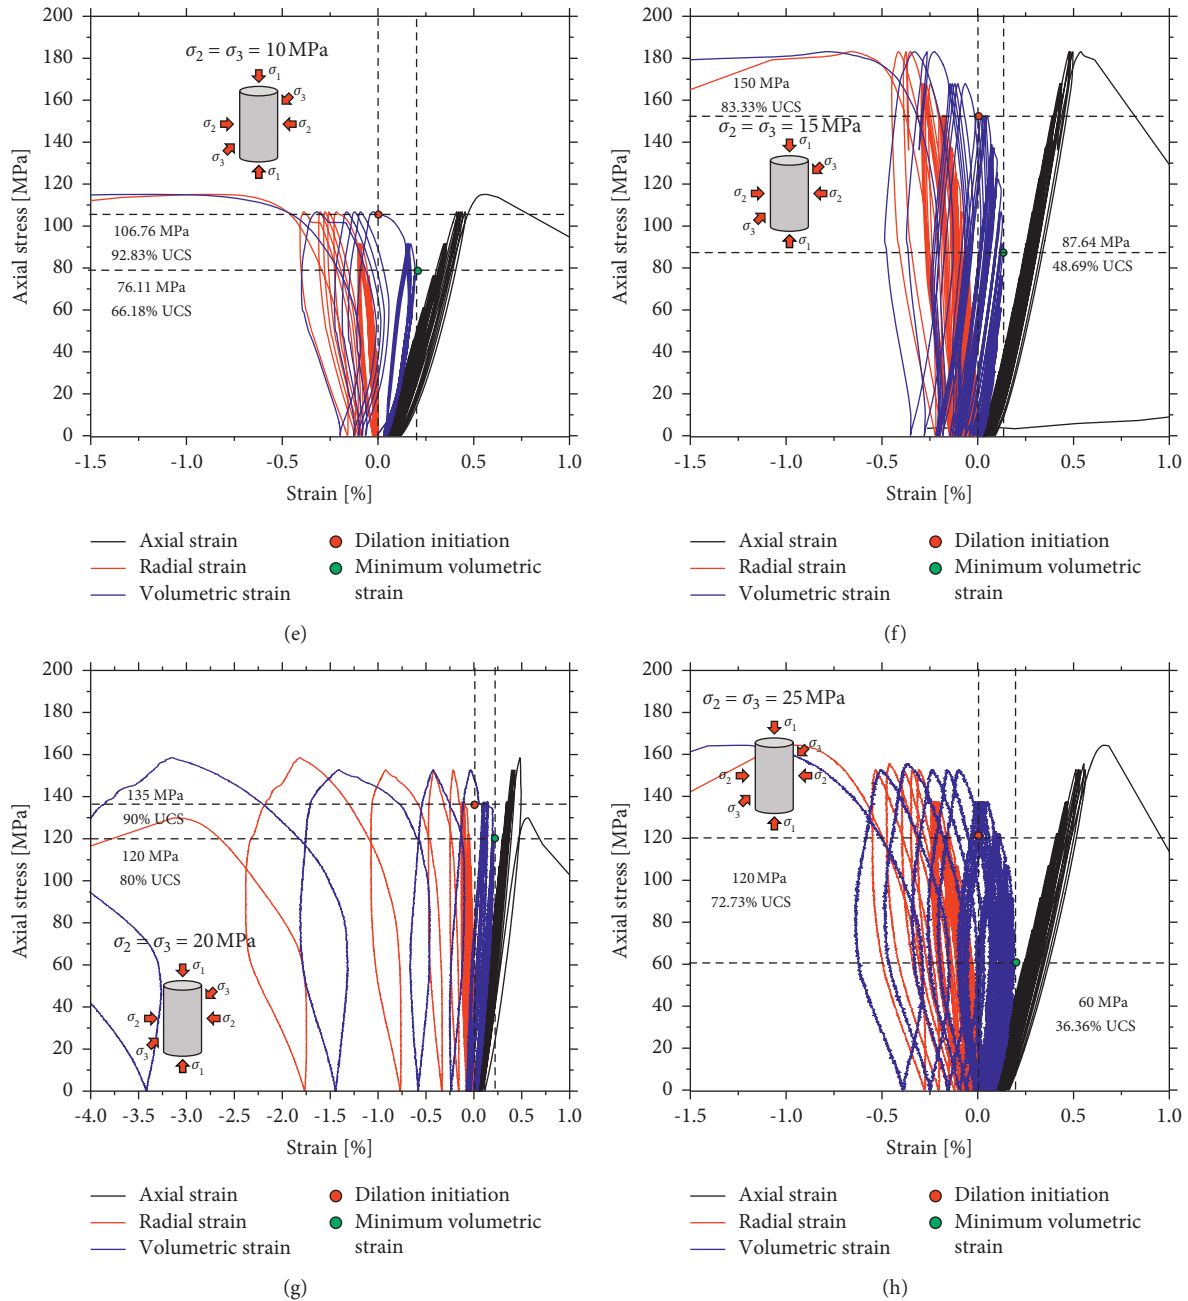 σ2 = σ3 = 10 MPa
σ1
σ3
σ2
σ2
σ3
σ1
106.76 MPa
92.83% UCS
76.11 MPa
66.18% UCS
200
180
160
140
120
100
80
60
40
20
0
Axial stress [MPa]
-1.5 -1.0 -0.5 0.0 0.5 1.0
Strain [%]
Axial strain
Radial strain
Volumetric strain
Dilation initiation
Minimum volumetric
strain
(e)
150 MPa
83.33% UCS
σ2 = σ3 = 15 MPa
σ1
σ3
σ2
σ2
σ3
σ1
87.64 MPa
48.69% UCS
200
180
160
140
120
100
80
60
40
20
0
Axial stress [MPa]
-1.5 -1.0 -0.5 0.0 0.5 1.0
Strain [%]
Axial strain
Radial strain
Volumetric strain
Dilation initiation
Minimum volumetric
strain
(f)
135 MPa
90% UCS
120 MPa
80% UCS
σ2 = σ3 = 20 MPa
σ1
σ3
σ2
σ2
σ3
σ1
200
180
160
140
120
100
80
60
40
20
0
Axial stress [MPa]
-4.0 -3.5 -3.0 -2.5 -2.0 -1.5 -1.0 -0.5 0.0 0.5 1.0
Strain [%]
Axial strain
Radial strain
Volumetric strain
Dilation initiation
Minimum volumetric
strain
(g)
σ2 = σ3 = 25 MPa
σ1
σ3
σ2
σ2
σ3
σ1
120 MPa
72.73% UCS
60 MPa
36.36% UCS
200
180
160
140
120
100
80
60
40
20
0
Axial stress [MPa]
-1.5 -1.0 -0.5 0.0 0.5 1.0
Strain [%]
Axial strain
Radial strain
Volumetric strain
Dilation initiation
Minimum volumetric
strain
(h)